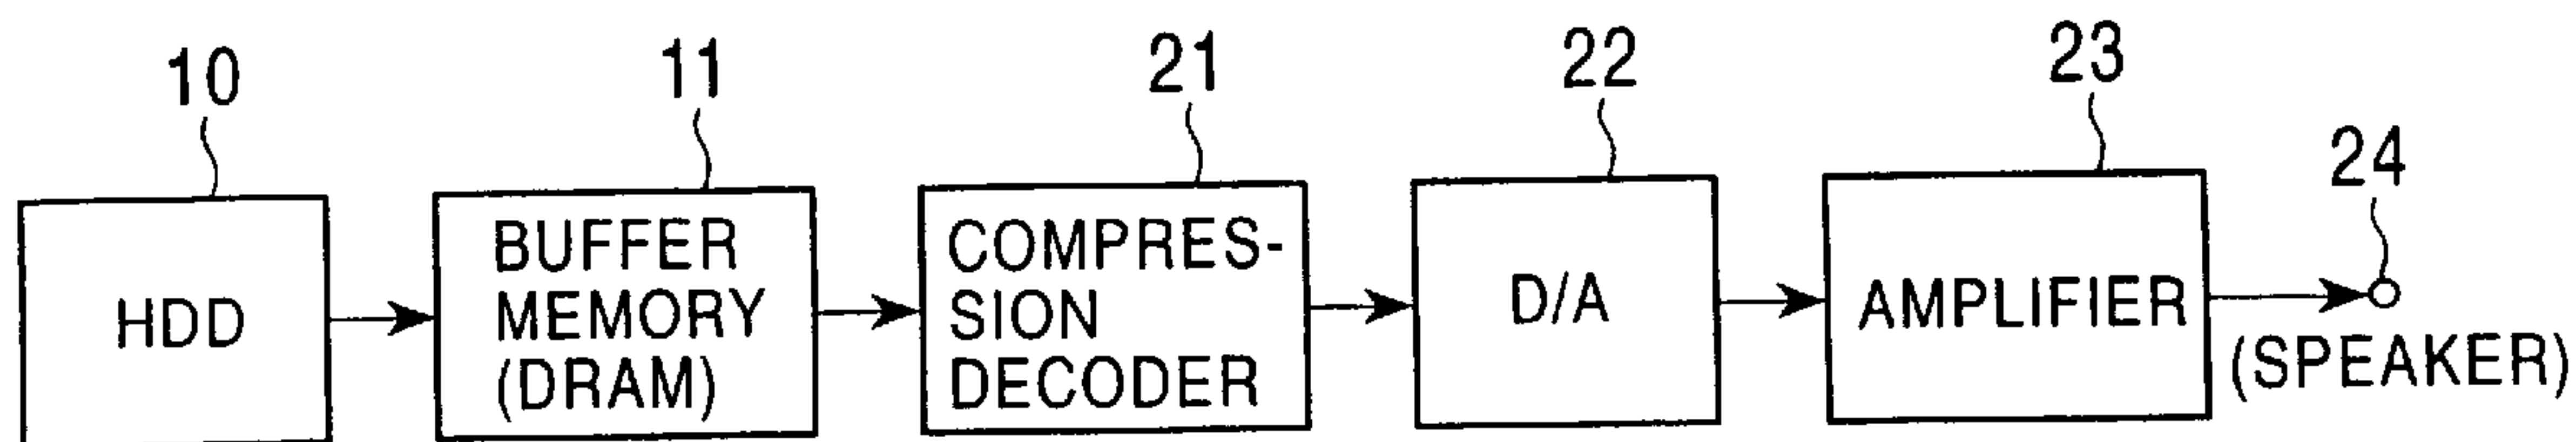 10
11
21
22
23
24
HDD
BUFFER
MEMORY
(DRAM)
COMPRES-
SION
DECODER
D/A
AMPLIFIER
(SPEAKER)